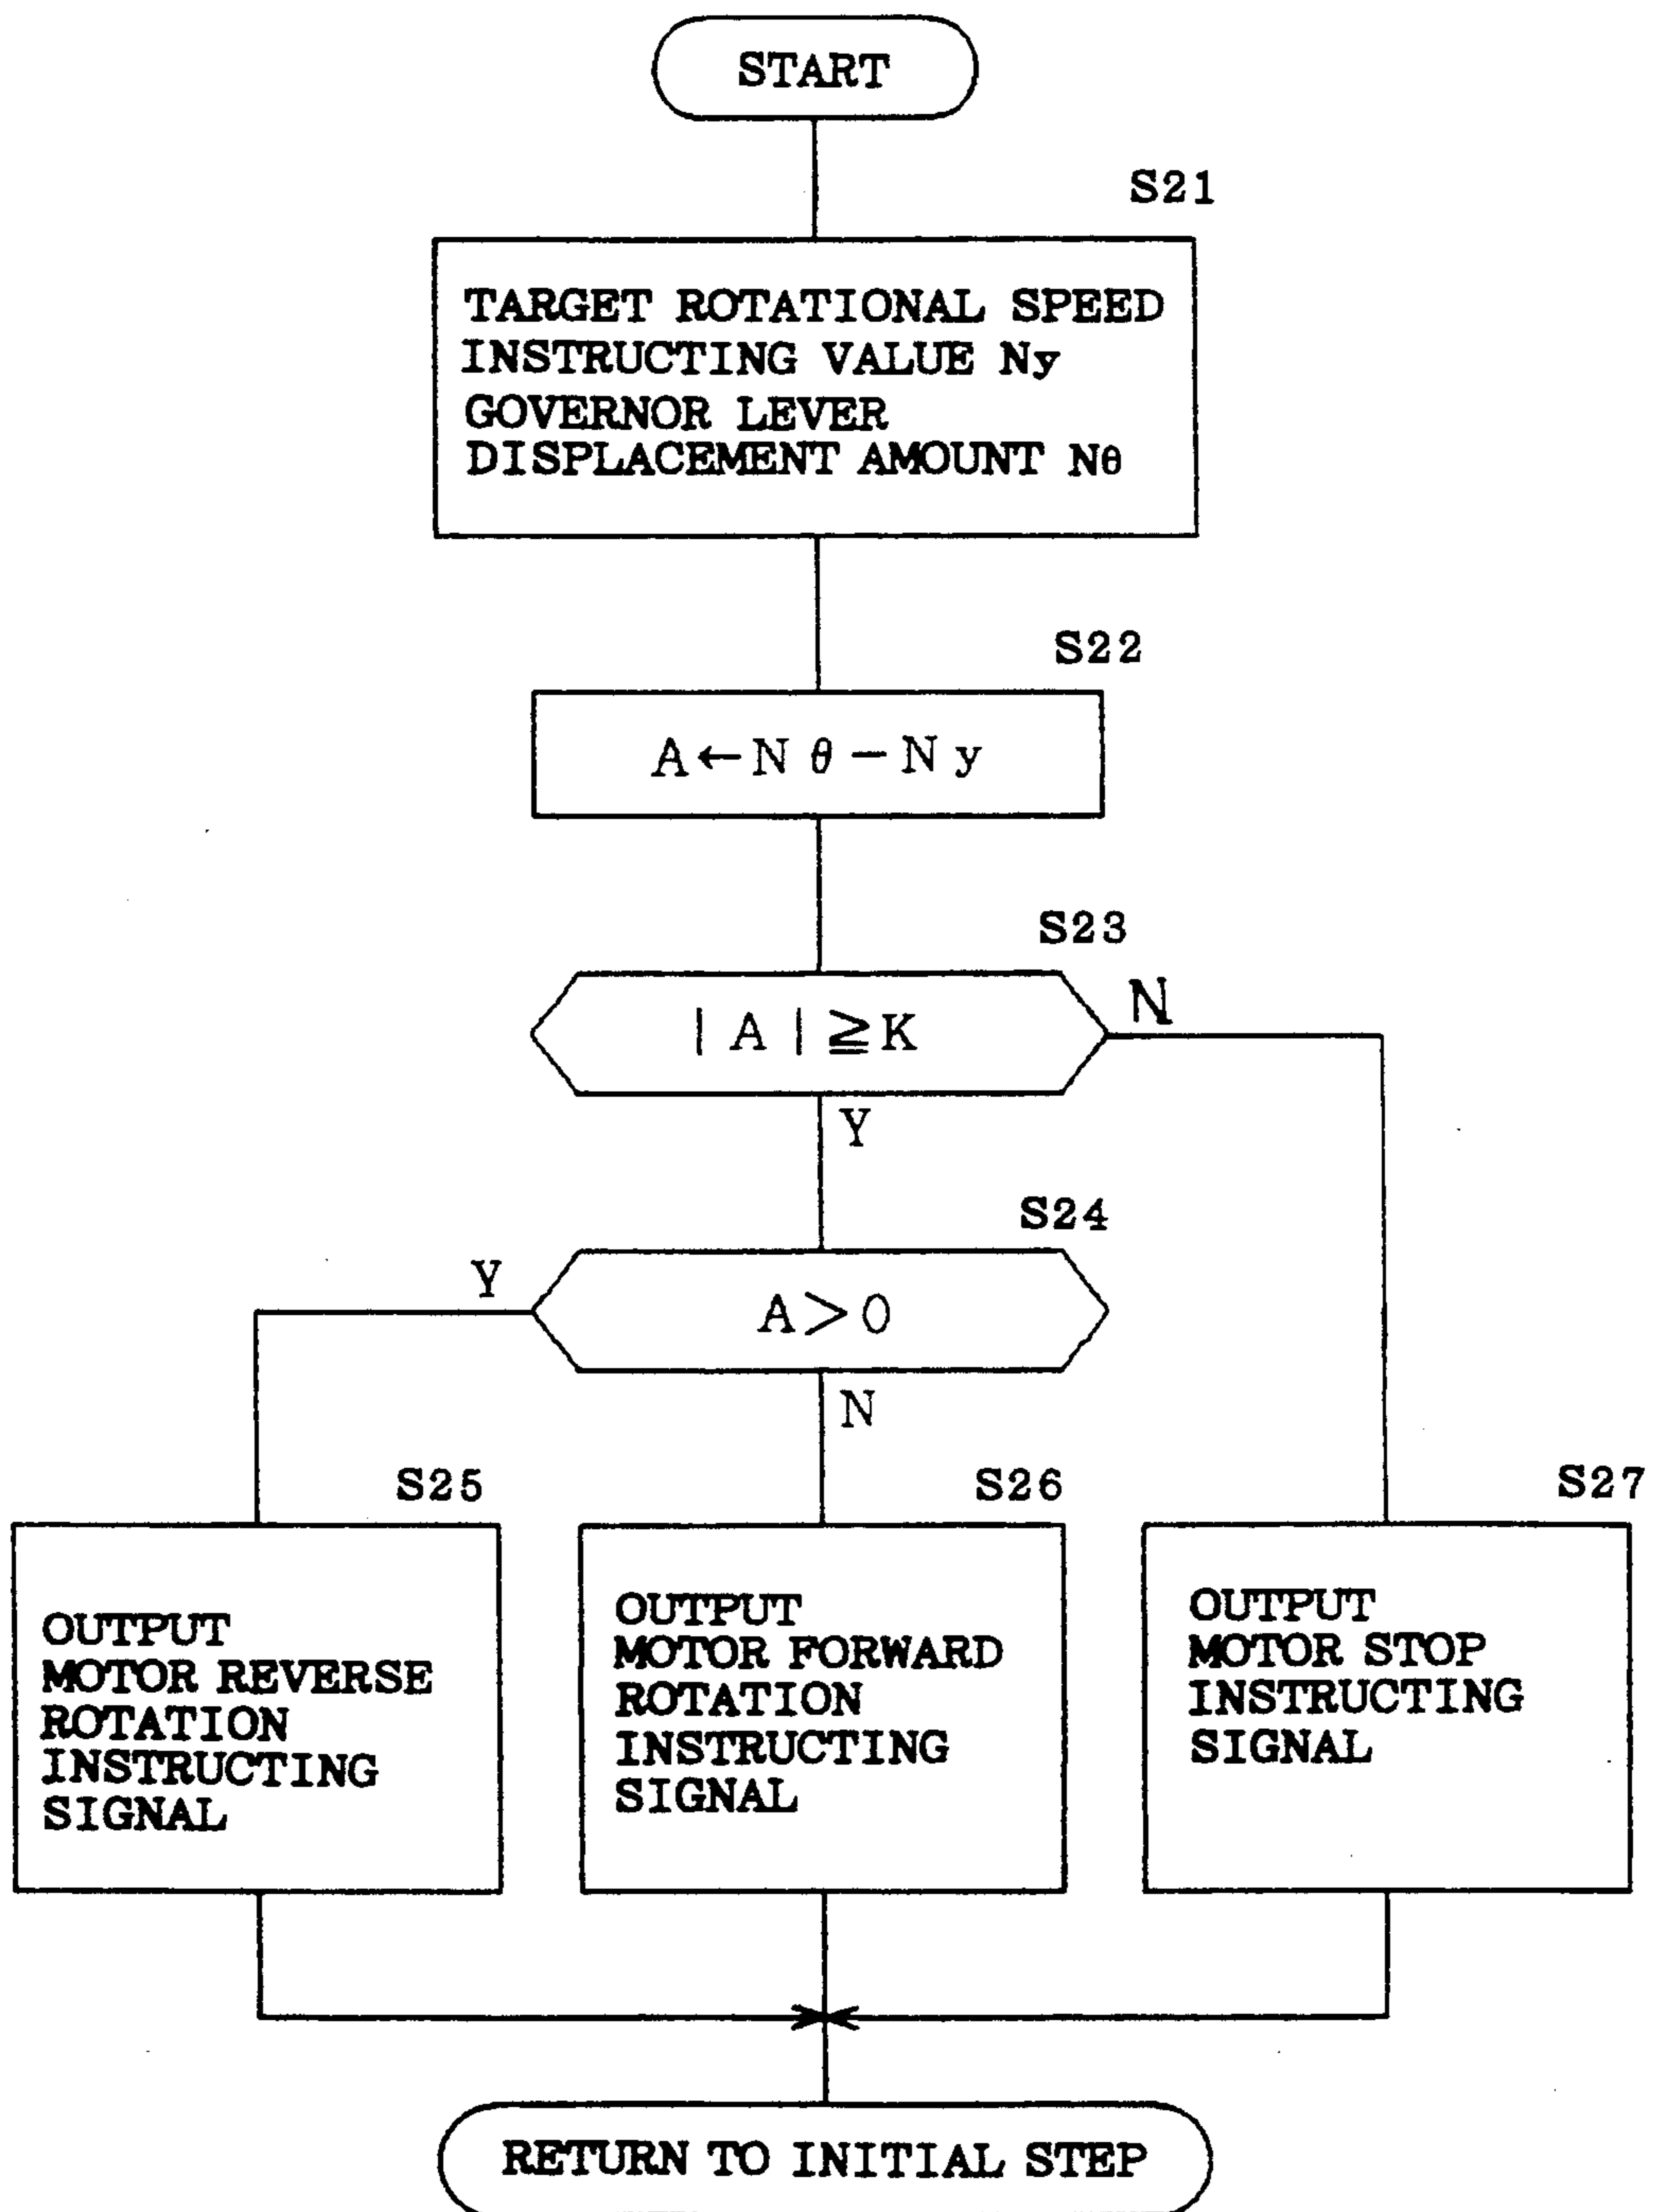 START
S21
TARGET ROTATIONAL SPEED
INSTRUCTING VALUE Ny
GOVERNOR LEVER
DISPLACEMENT AMOUNT Nθ
S22
A←Nθ−Ny
S23
|A|≧K
N
Y
S24
Y
A>0
N
S25
OUTPUT
MOTOR REVERSE
ROTATION
INSTRUCTING
SIGNAL
S26
OUTPUT
MOTOR FORWARD
ROTATION
INSTRUCTING
SIGNAL
S27
OUTPUT
MOTOR STOP
INSTRUCTING
SIGNAL
RETURN TO INITIAL STEP